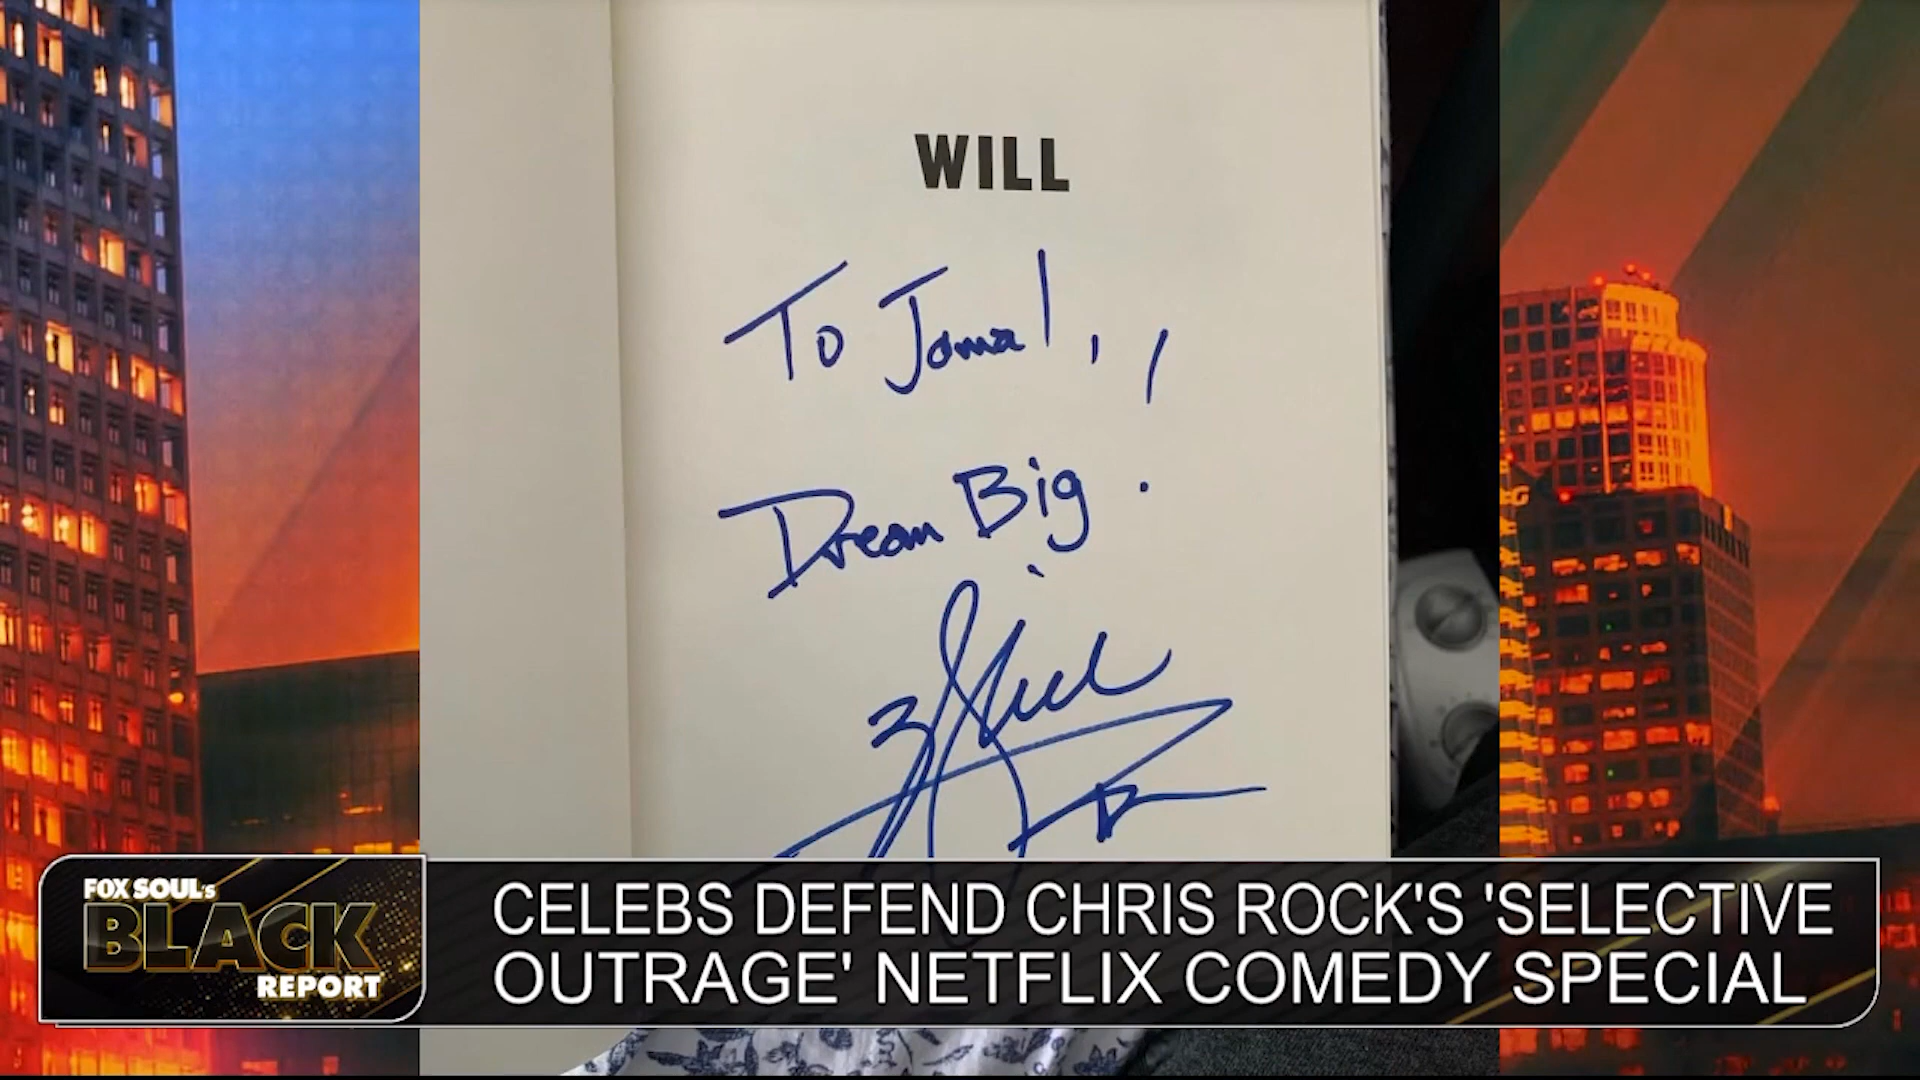 WILL
To Jamal,,
Dream Big.
FOX SOUL's
BLACK
REPORT
CELEBS DEFEND CHRIS ROCK'S 'SELECTIVE
OUTRAGE' NETFLIX COMEDY SPECIAL